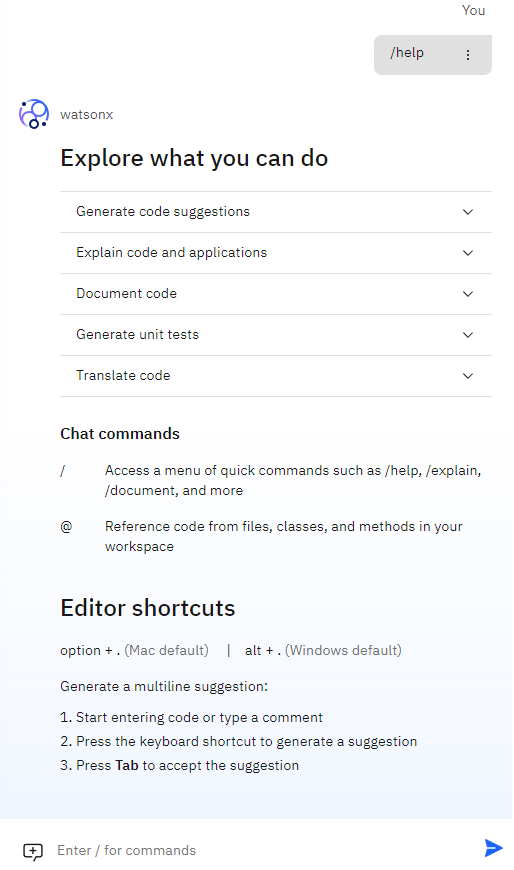 You
/help
watsonx
Explore what you can do
Generate code suggestions
Explain code and applications
Document code
Generate unit tests
Translate code
Chat commands
/ Access a menu of quick commands such as /help, /explain,
/document, and more
@ Reference code from files, classes, and methods in your
workspace
Editor shortcuts
option + . (Mac default) | alt + . (Windows default)
Generate a multiline suggestion:
1. Start entering code or type a comment
2. Press the keyboard shortcut to generate a suggestion
3. Press Tab to accept the suggestion
Enter / for commands